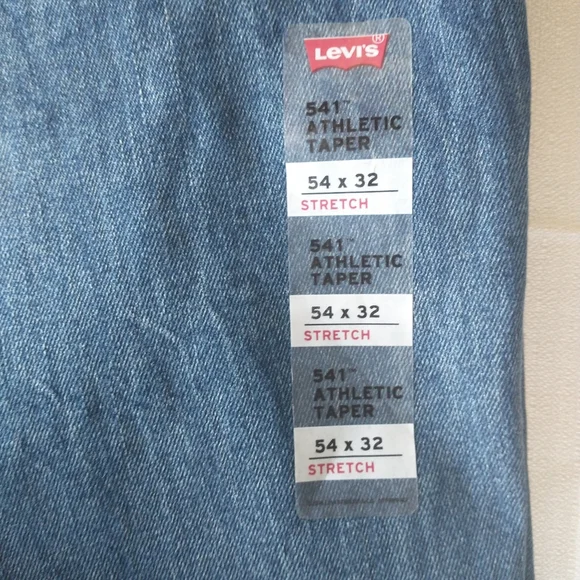 Levi's®
541™
ATHLETIC
TAPER
54 x 32
STRETCH
541™
ATHLETIC
TAPER
54 x 32
STRETCH
541™
ATHLETIC
TAPER
54 x 32
STRETCH